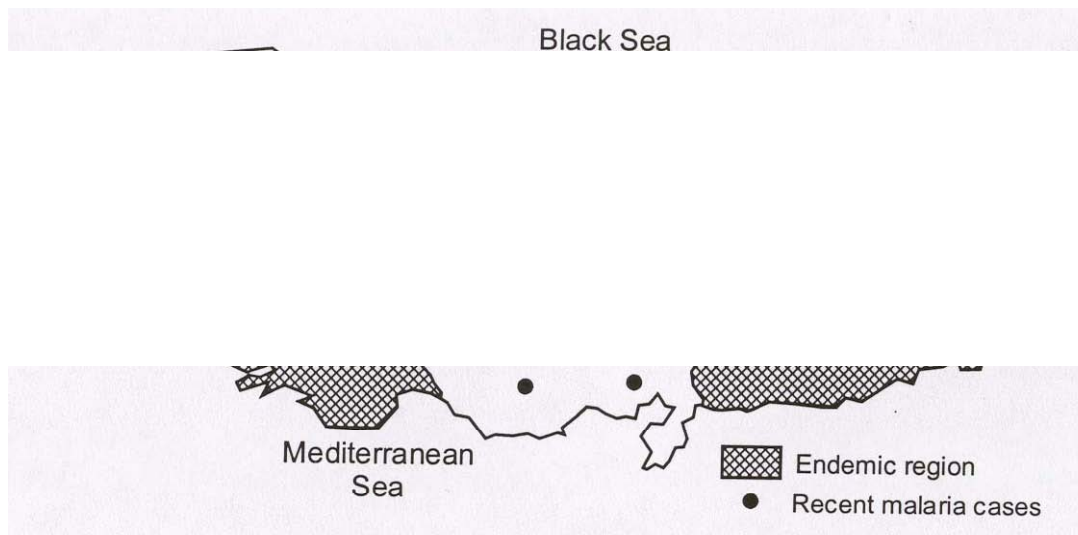 Black Sea
Mediterranean
Sea
Endemic region
Recent malaria cases